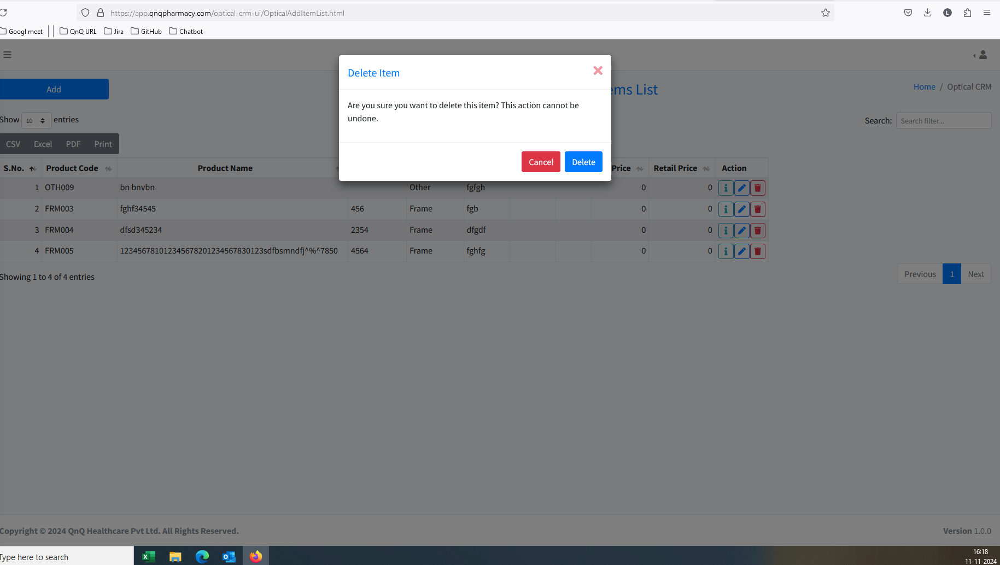 https://app.qnqpharmacy.com/optical-crm-ui/OpticalAddItemList.html
L
Googl meet QnQ URL Jira GitHub Chatbot
Delete Item
Are you sure you want to delete this item? This action cannot be
undone.
Cancel Delete
Add
ems List
Home / Optical CRM
Show 10 entries
Search: Search filter...
CSV Excel PDF Print
S.No. Product Code Product Name Price Retail Price Action
1 OTH009 bn bnvbn Other fgfgh 0 0
2 FRM003 fghf34545 456 Frame fgb 0 0
3 FRM004 dfsd345234 2354 Frame dfgdf 0 0
4 FRM005 123456781012345678201234567830123sdfbsmndfj^%^7850 4564 Frame fghfg 0 0
Showing 1 to 4 of 4 entries
Previous 1 Next
Copyright © 2024 QnQ Healthcare Pvt Ltd. All Rights Reserved.
Version 1.0.0
Type here to search
16:18
11-11-2024